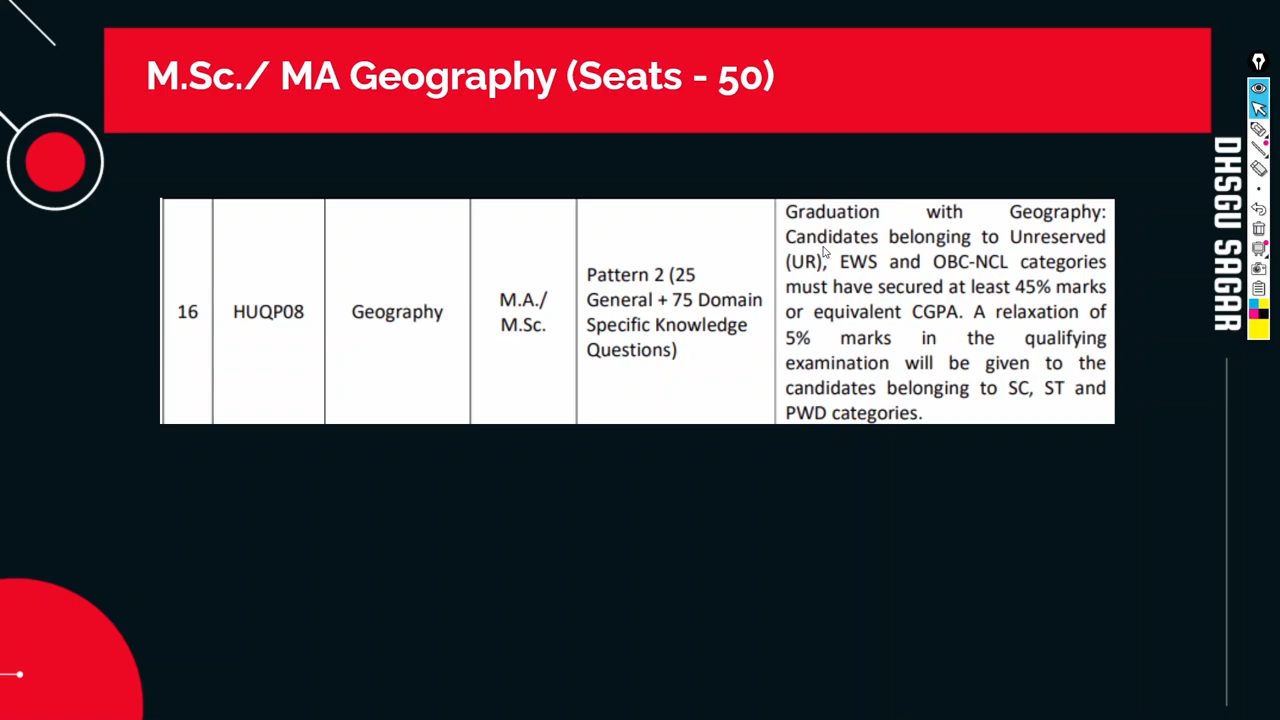 M.Sc./ MA Geography (Seats - 50)
16
HUQP08
Geography
M.A./
M.Sc.
Pattern 2 (25
General + 75 Domain
Specific Knowledge
Questions)
Graduation with Geography:
Candidates belonging to Unreserved
(UR), EWS and OBC-NCL categories
must have secured at least 45% marks
or equivalent CGPA. A relaxation of
5% marks in the qualifying
examination will be given to the
candidates belonging to SC, ST and
PWD categories.
DHSGU SAGAR